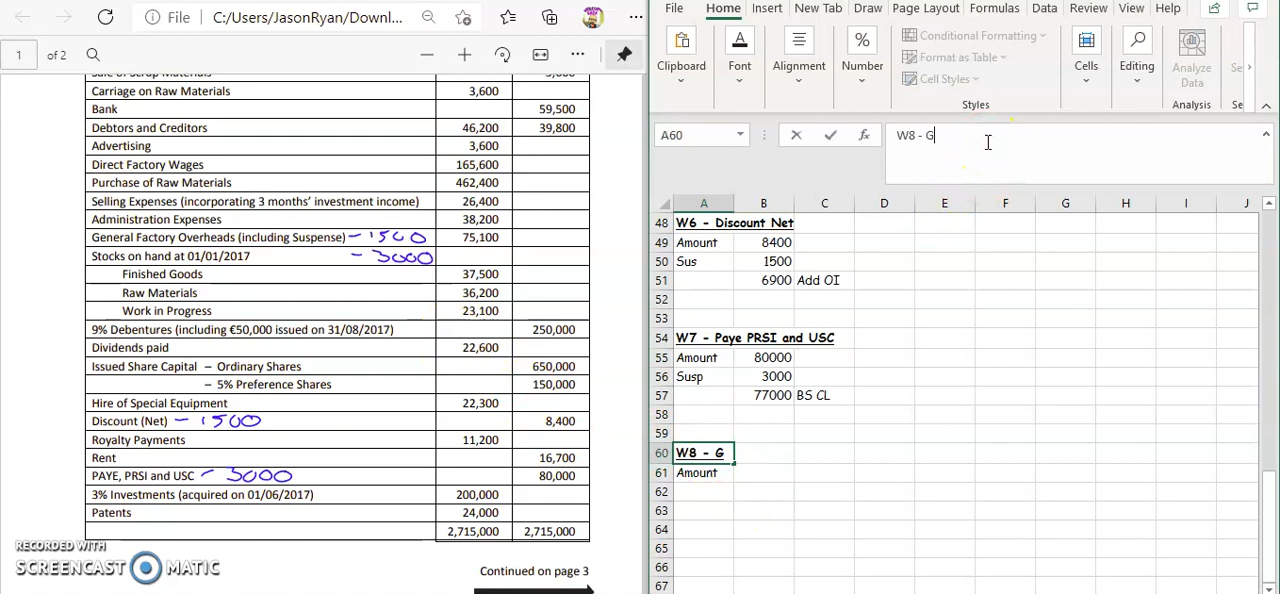 File C:/Users/JasonRyan/Downl...
1 of 2
Carriage on Raw Materials 3,600
Bank 59,500
Debtors and Creditors 46,200 39,800
Advertising 3,600
Direct Factory Wages 165,600
Purchase of Raw Materials 462,400
Selling Expenses (incorporating 3 months' investment income) 26,400
Administration Expenses 38,200
General Factory Overheads (including Suspense) - 1500 75,100
Stocks on hand at 01/01/2017 - 3000
Finished Goods 37,500
Raw Materials 36,200
Work in Progress 23,100
9% Debentures (including €50,000 issued on 31/08/2017) 250,000
Dividends paid 22,600
Issued Share Capital – Ordinary Shares 650,000
– 5% Preference Shares 150,000
Hire of Special Equipment 22,300
Discount (Net) - 1500 8,400
Royalty Payments 11,200
Rent 16,700
PAYE, PRSI and USC - 3000 80,000
3% Investments (acquired on 01/06/2017) 200,000
Patents 24,000
2,715,000 2,715,000
Continued on page 3
RECORDED WITH
SCREENCAST MATIC
File Home Insert New Tab Draw Page Layout Formulas Data Review View Help
Clipboard Font Alignment Number
Conditional Formatting
Format as Table
Cell Styles
Styles
Cells Editing
Analyze
Data
Analysis
Se
Se
A60 fx W8 - G
A B C D E F G H I J
48 W6 - Discount Net
49 Amount 8400
50 Sus 1500
51 6900 Add OI
52
53
54 W7 - Paye PRSI and USC
55 Amount 80000
56 Susp 3000
57 77000 BS CL
58
59
60 W8 - G
61 Amount
62
63
64
65
66
67